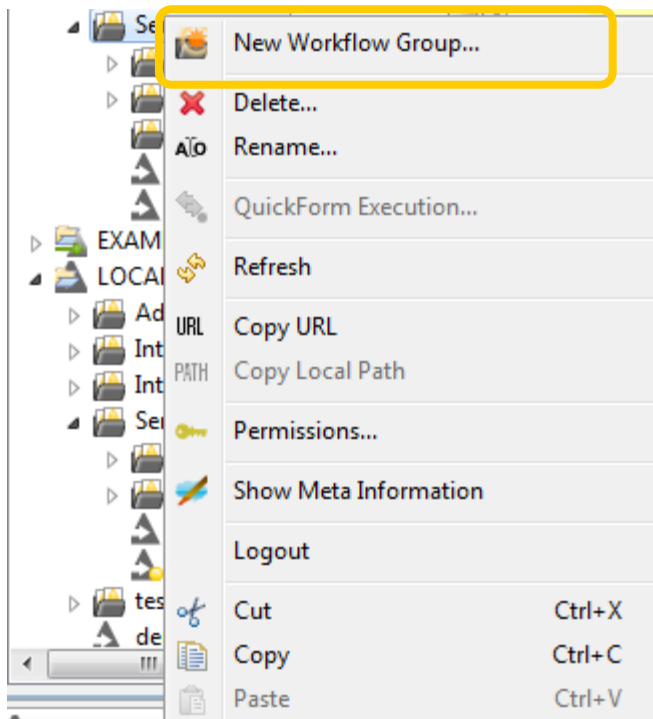 Se
New Workflow Group...
Delete...
Rename...
QuickForm Execution...
EXAM
Refresh
LOCAL
Ad
URL
Copy URL
Int
PATH
Copy Local Path
Int
Ser
Permissions...
Show Meta Information
Logout
tes
Cut Ctrl+X
de
Copy Ctrl+C
Paste Ctrl+V